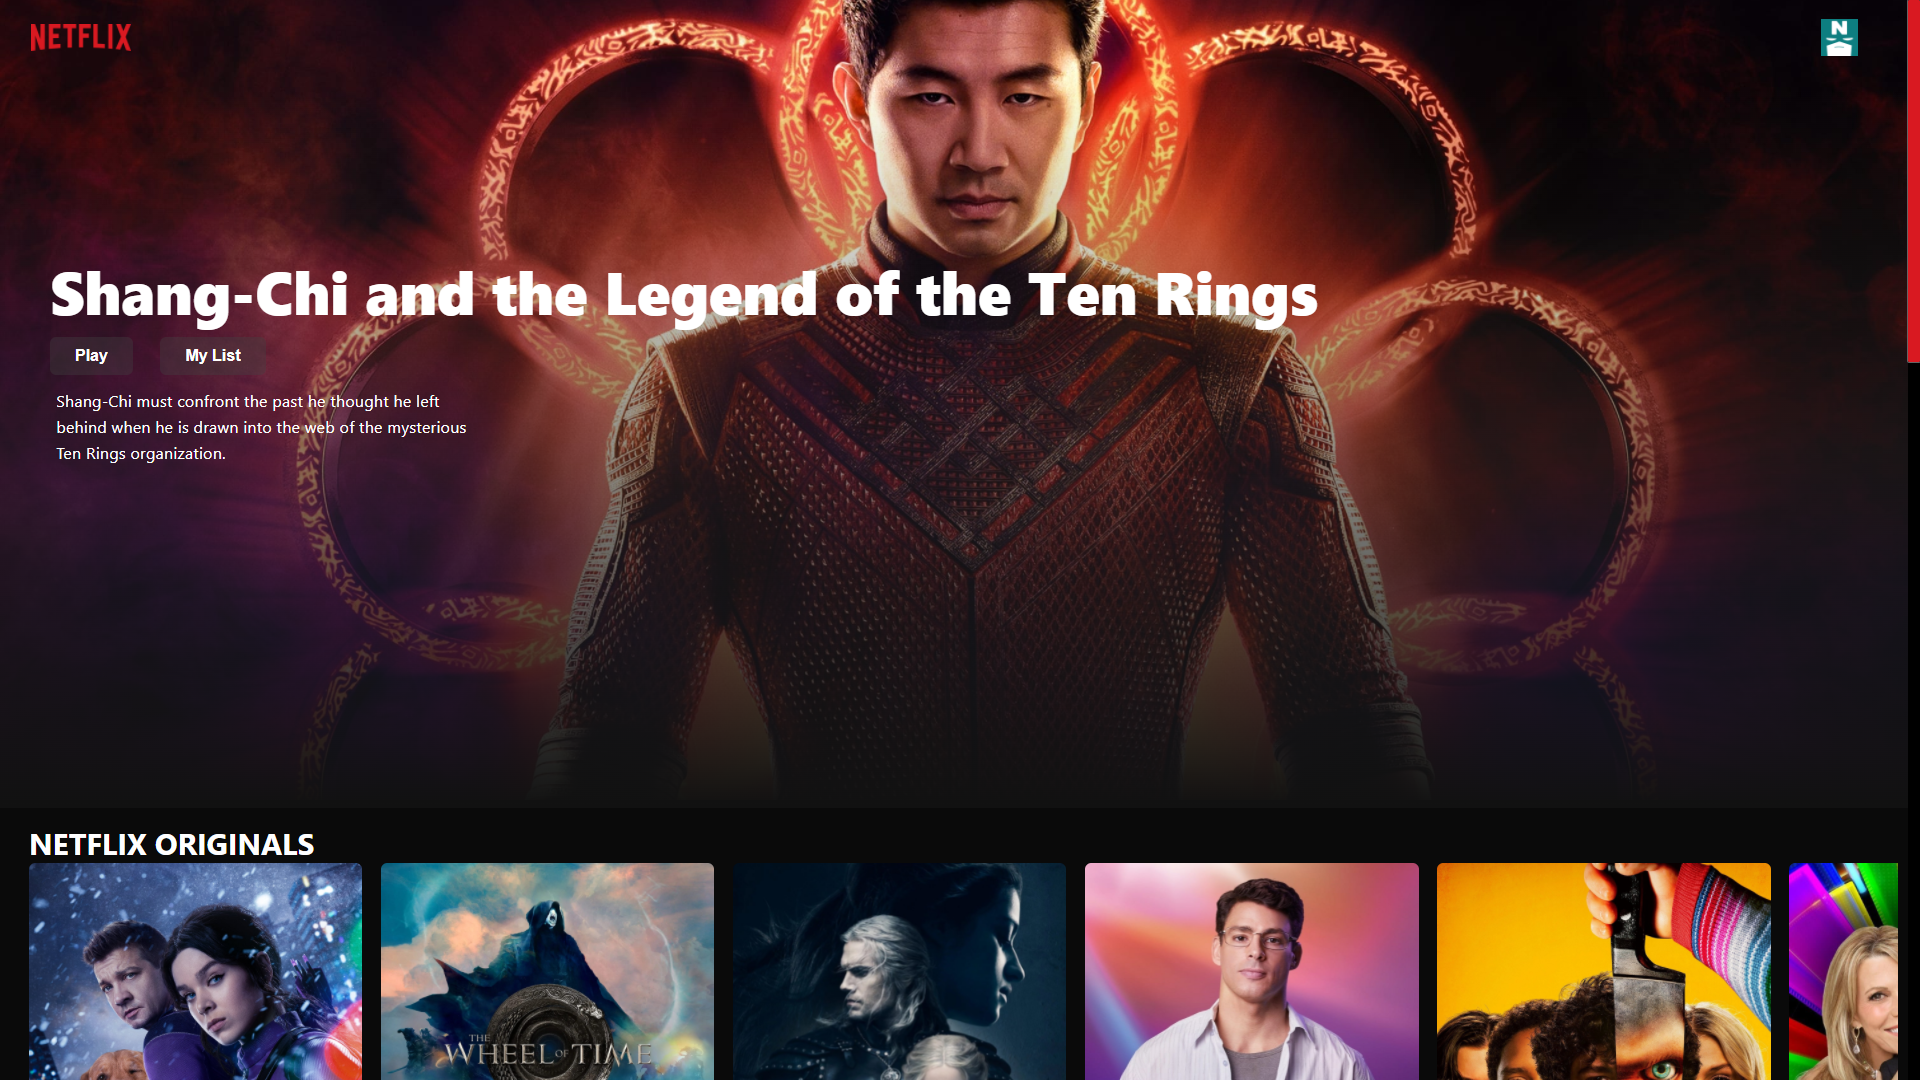 NETFLIX
N
Shang-Chi and the Legend of the Ten Rings
Play
My List
Shang-Chi must confront the past he thought he left
behind when he is drawn into the web of the mysterious
Ten Rings organization.
NETFLIX ORIGINALS
THE
WHEEL OF TIME